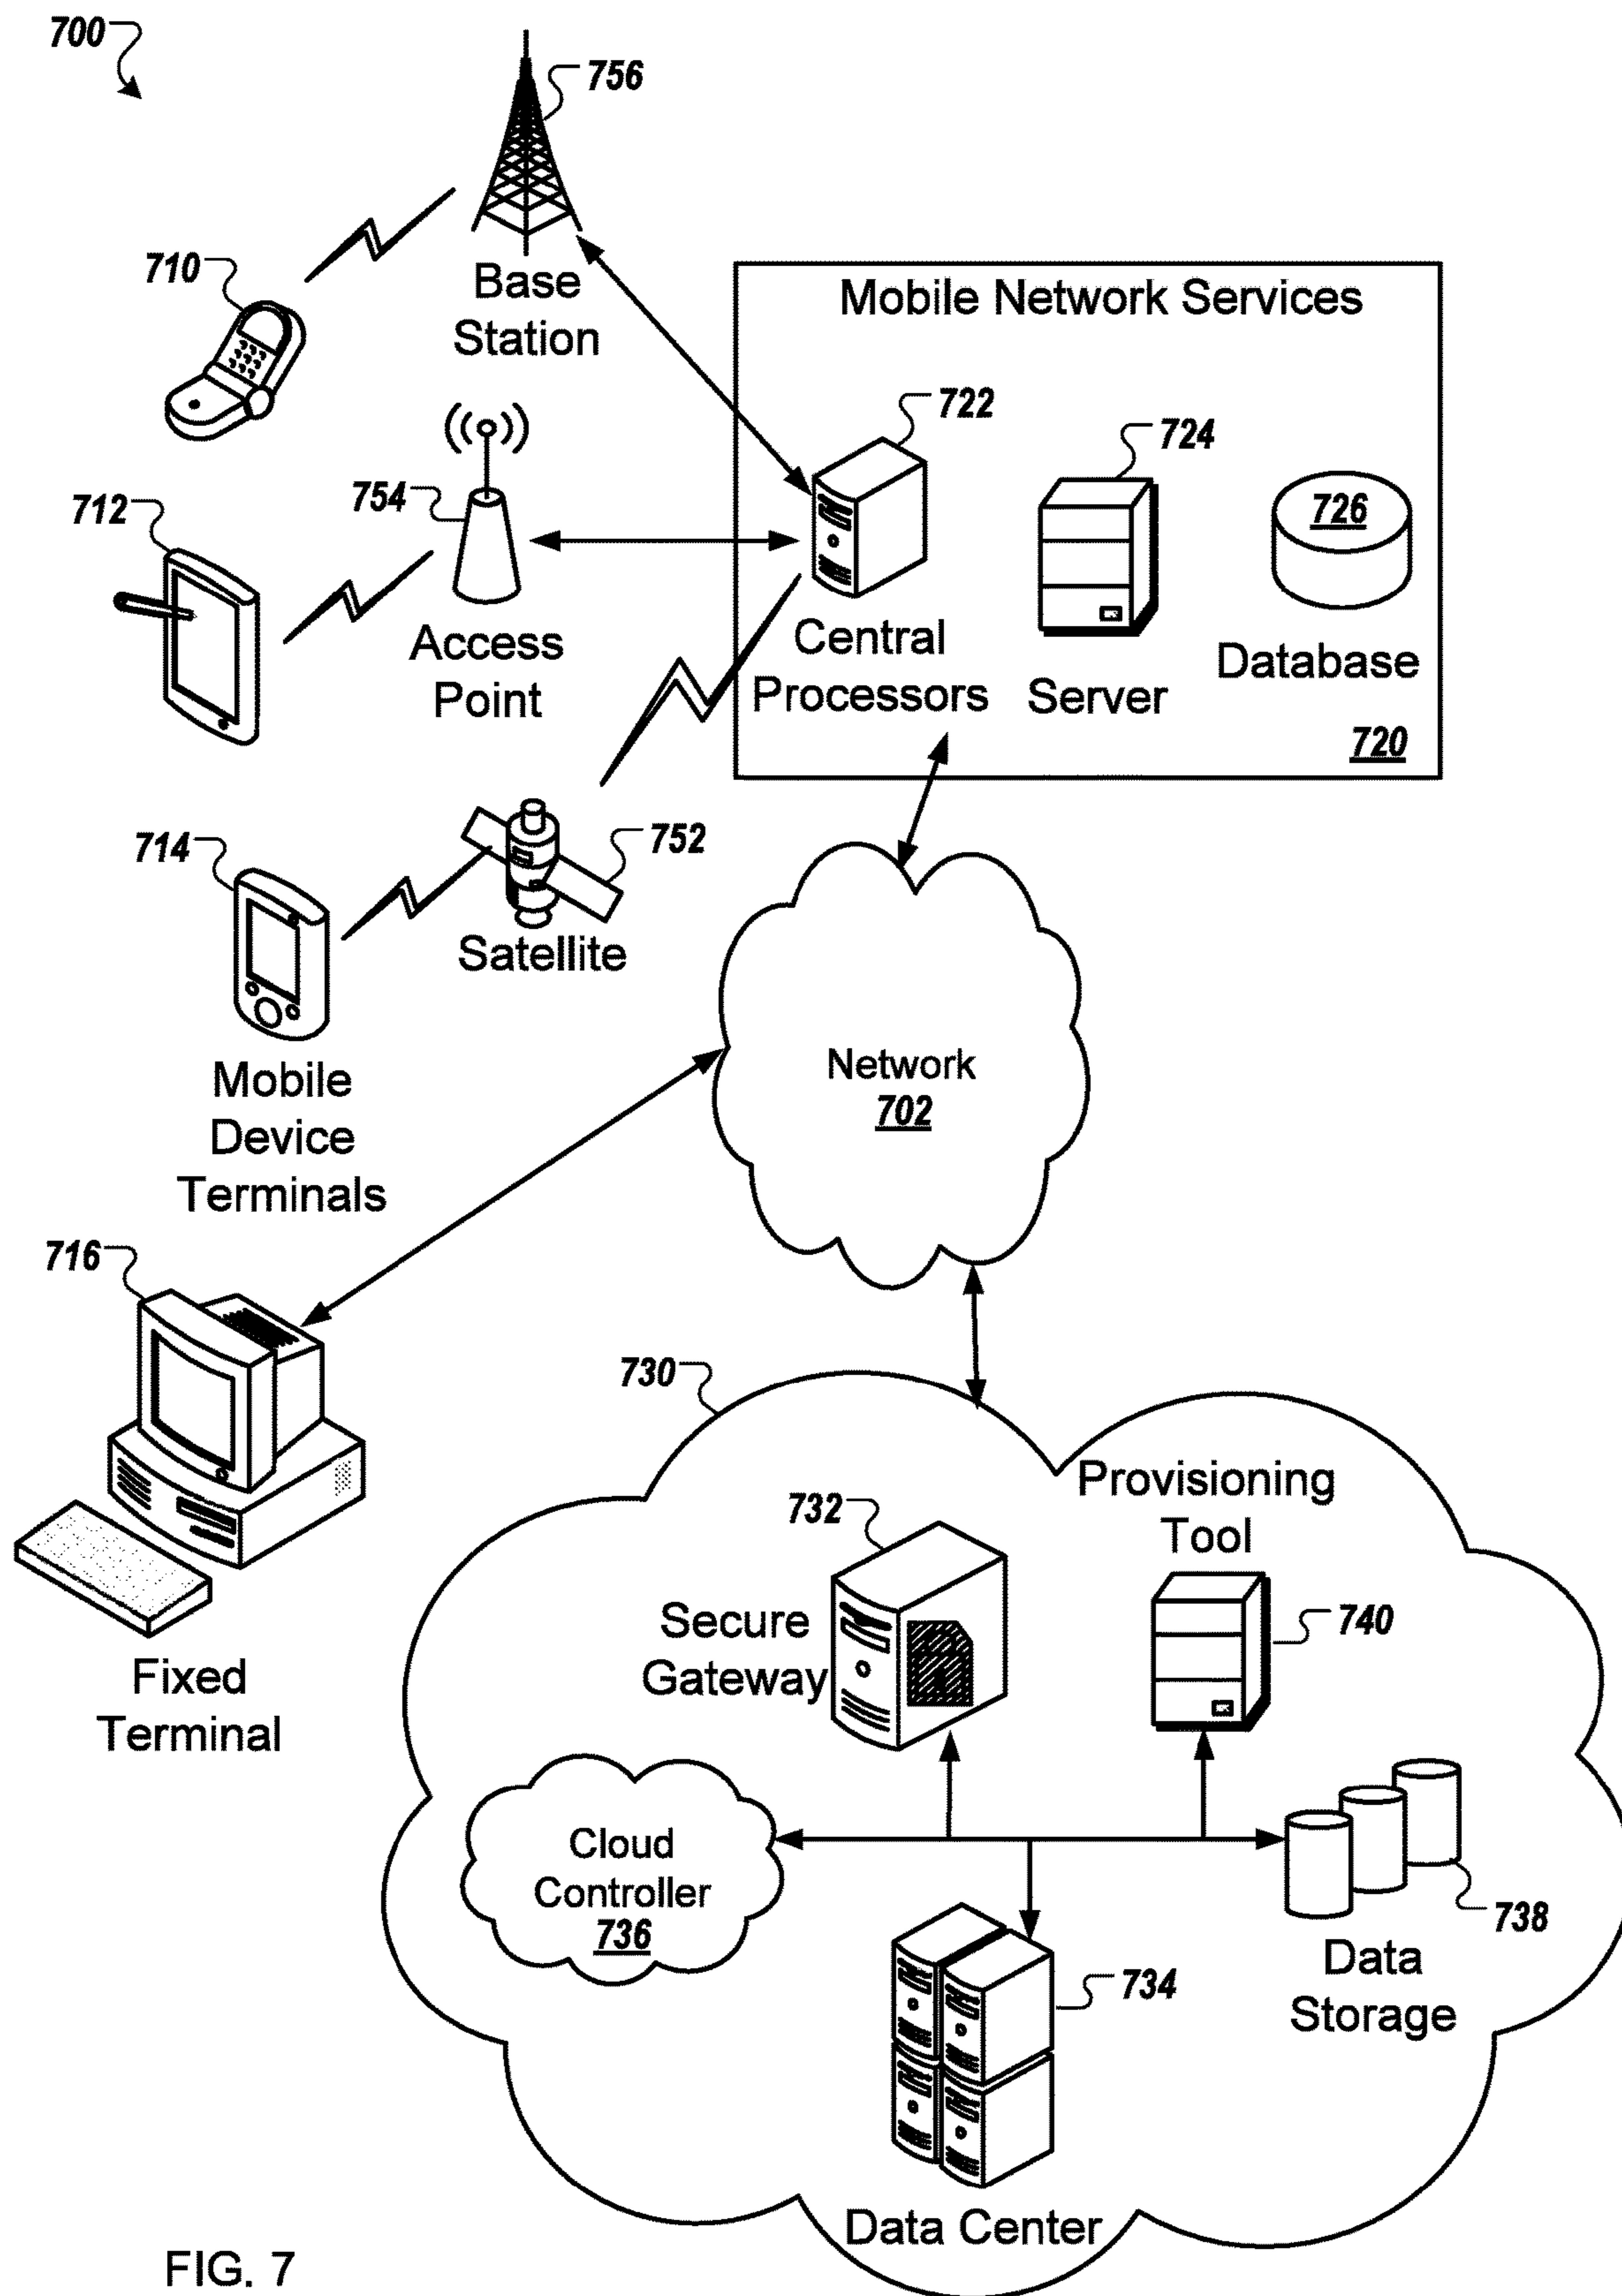 700
756
710
Base
Station
Mobile Network Services
722
724
726
712
754
Access
Point
Central
Processors
Server
Database
720
714
752
Satellite
Mobile
Device
Terminals
Network
702
716
Fixed
Terminal
730
Provisioning
Tool
732
Secure
Gateway
740
Cloud
Controller
736
738
Data
Storage
734
Data Center
FIG. 7